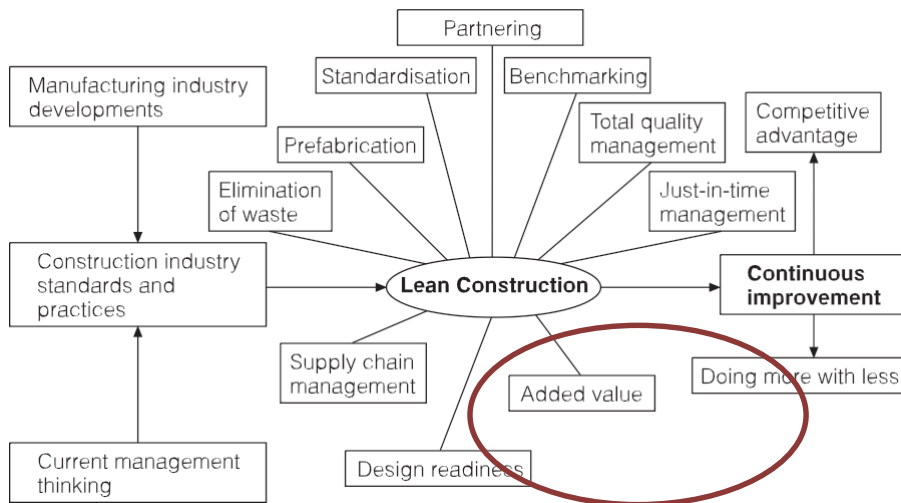 Partnering
Standardisation
Benchmarking
Manufacturing industry
developments
Competitive
advantage
Total quality
management
Prefabrication
Elimination
of waste
Just-in-time
management
Construction industry
standards and
practices
Lean Construction
Continuous
improvement
Supply chain
management
Added value
Doing more with less
Design readiness
Current management
thinking